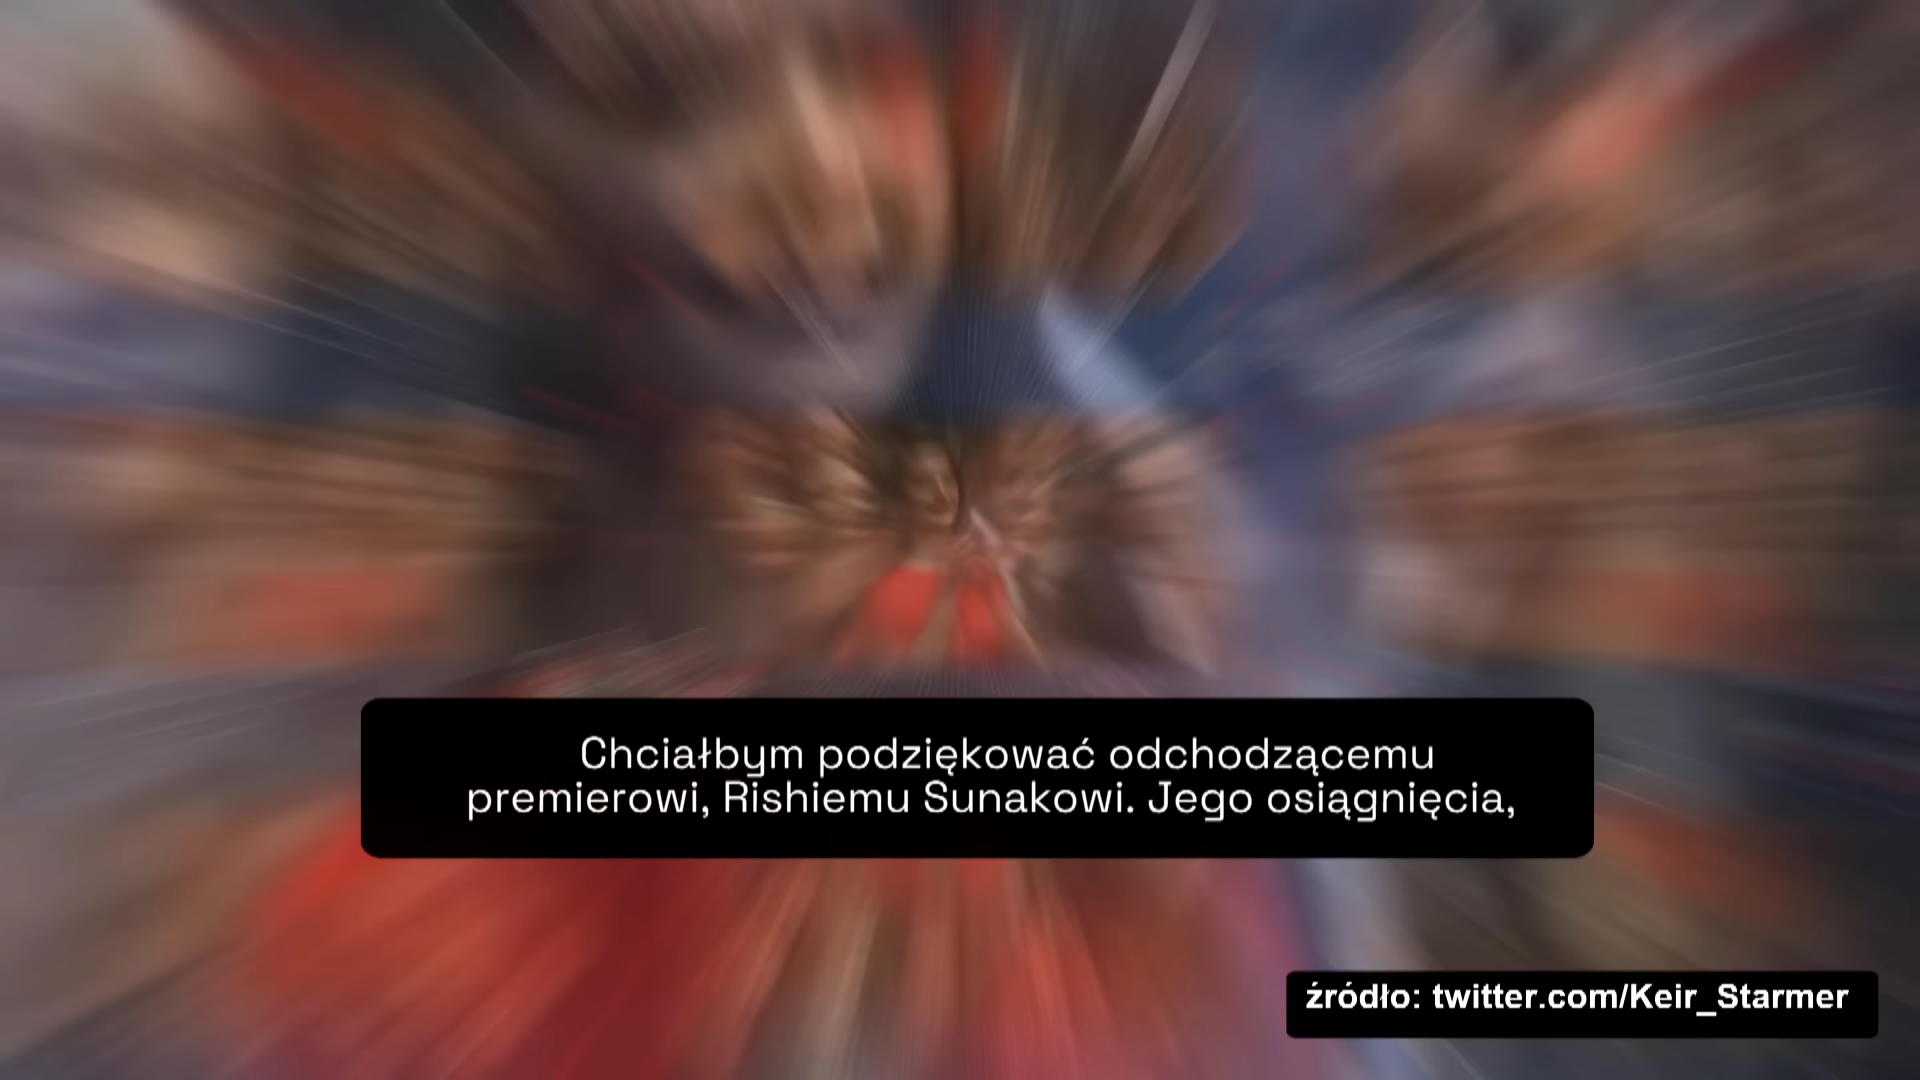 Chciałbym podziękować odchodzącemu
premierowi, Rishiemu Sunakowi. Jego osiągnięcia,
źródło: twitter.com/Keir_Starmer